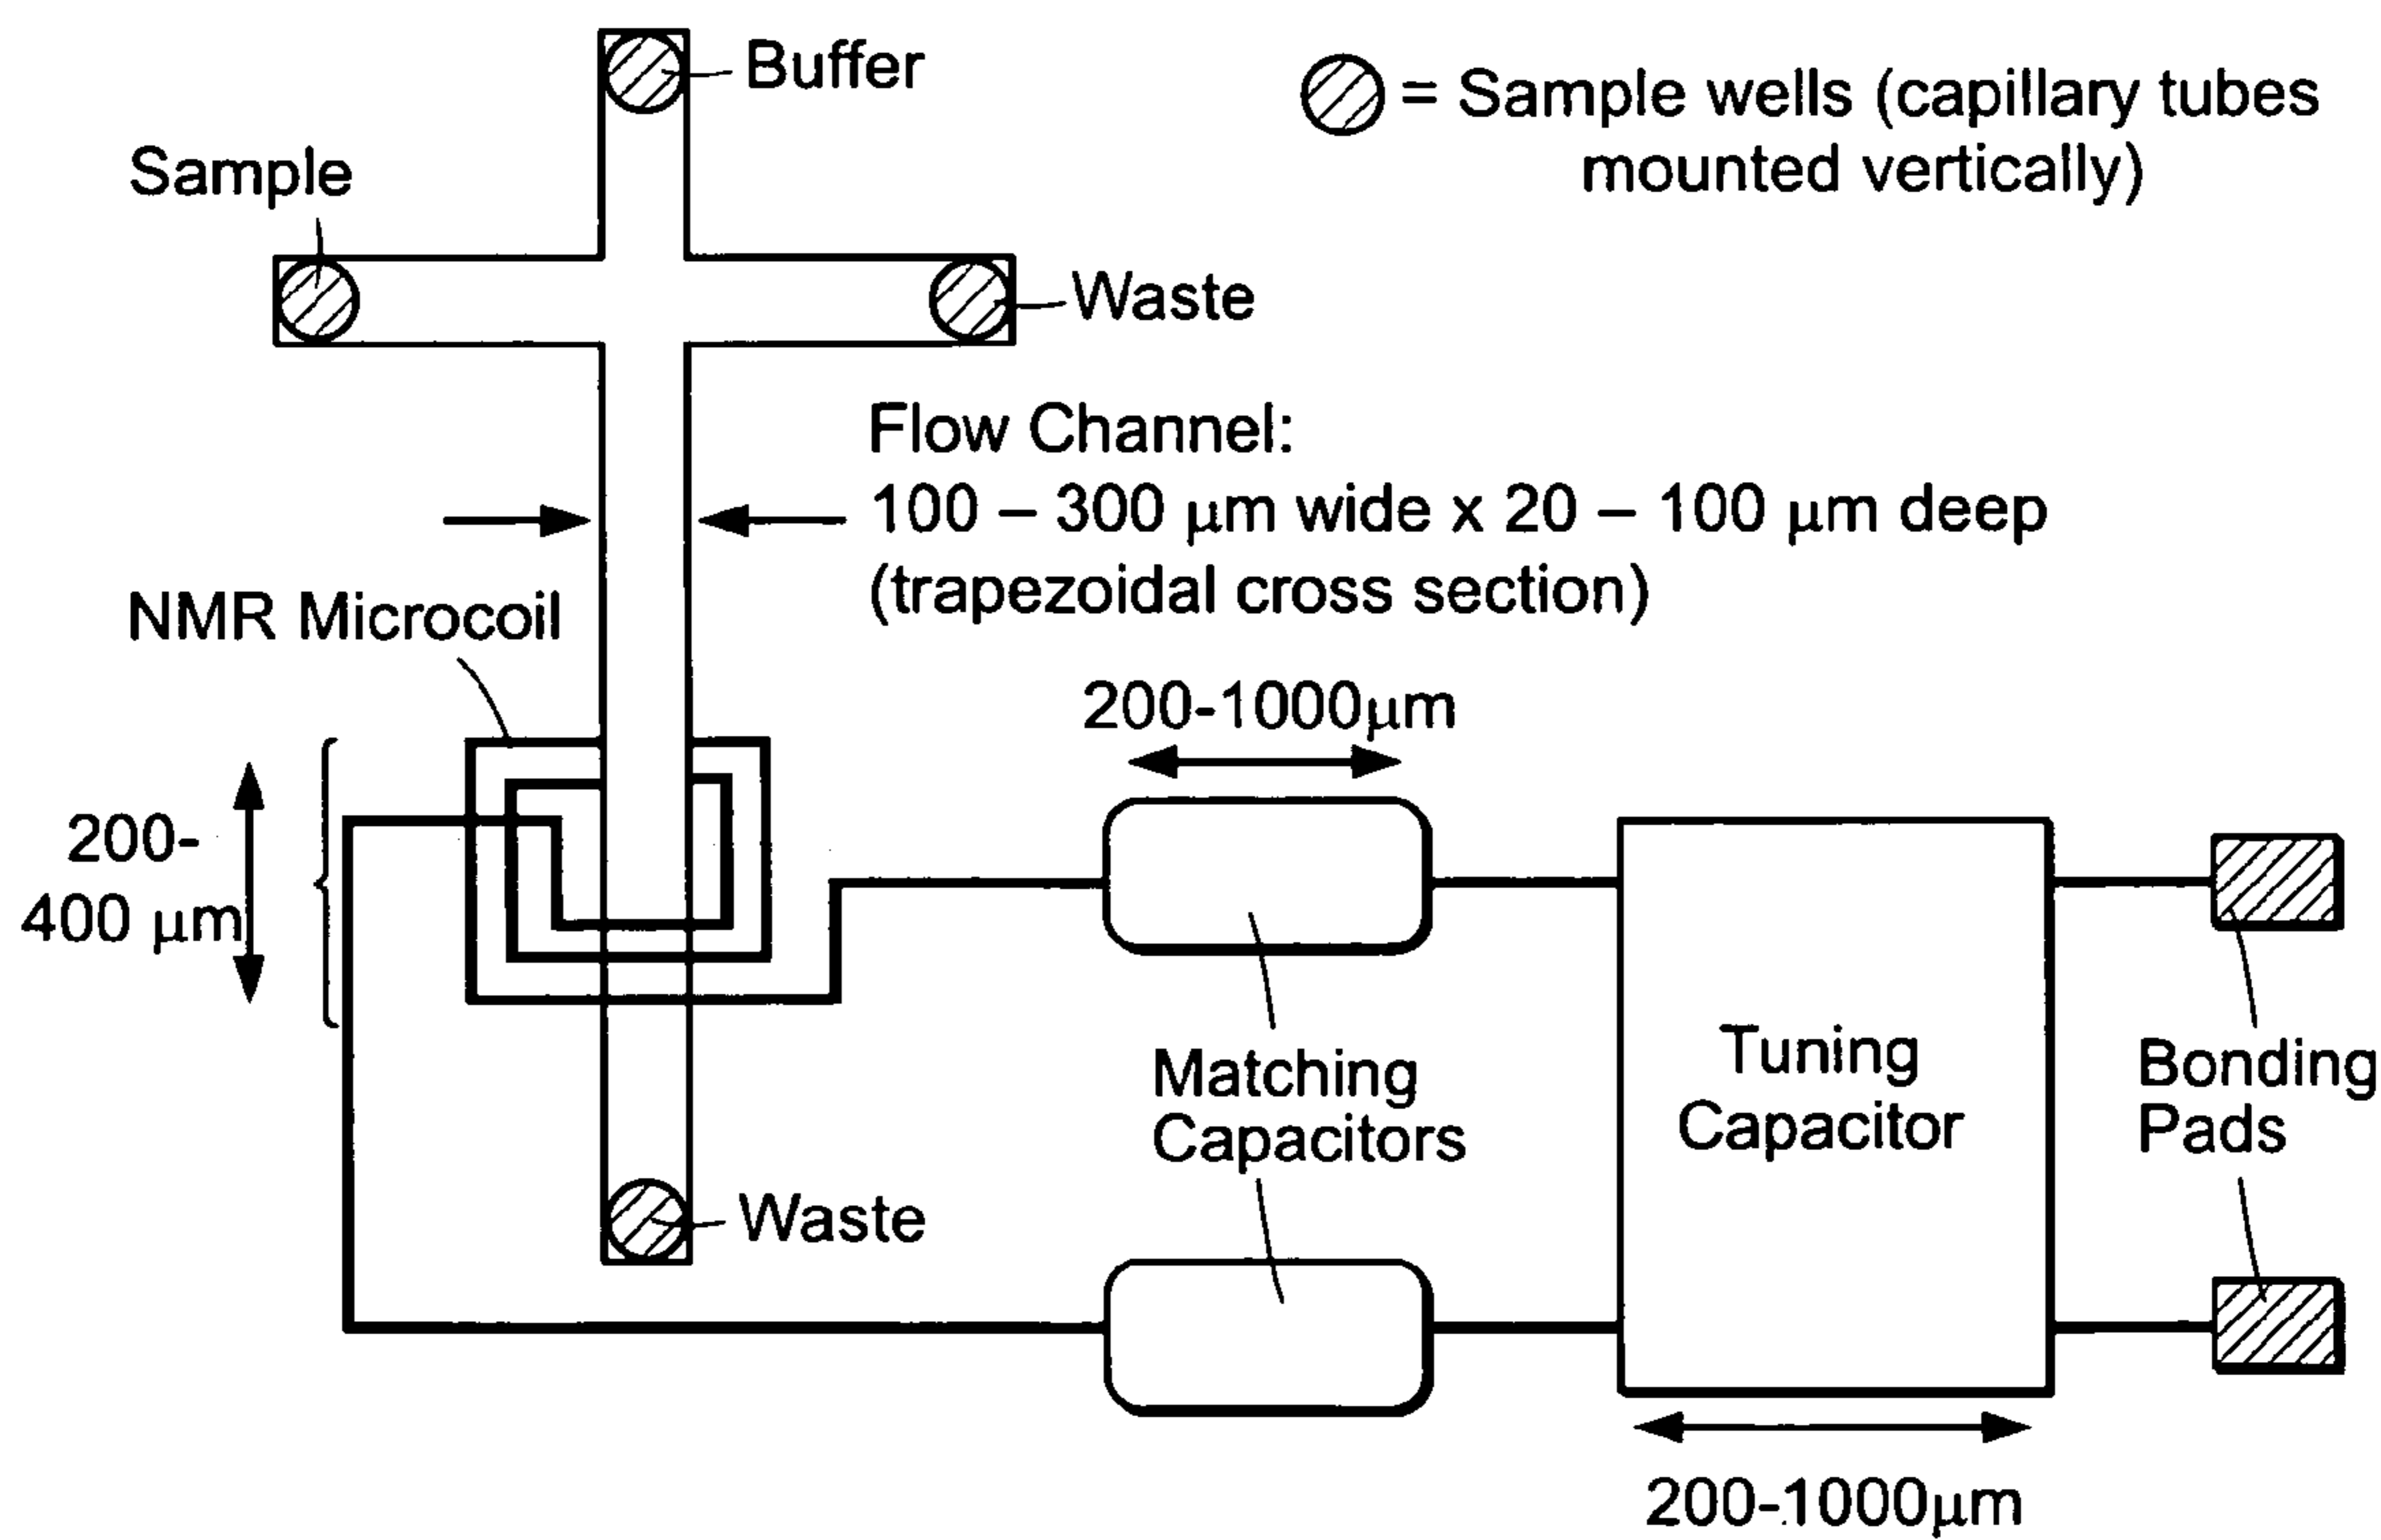 Buffer
= Sample wells (capillary tubes
mounted vertically)
Sample
Waste
Flow Channel:
100 – 300 μm wide x 20 – 100 μm deep
(trapezoidal cross section)
NMR Microcoil
200-1000μm
200-
400 μm
Matching
Capacitors
Tuning
Capacitor
Bonding
Pads
Waste
200-1000μm